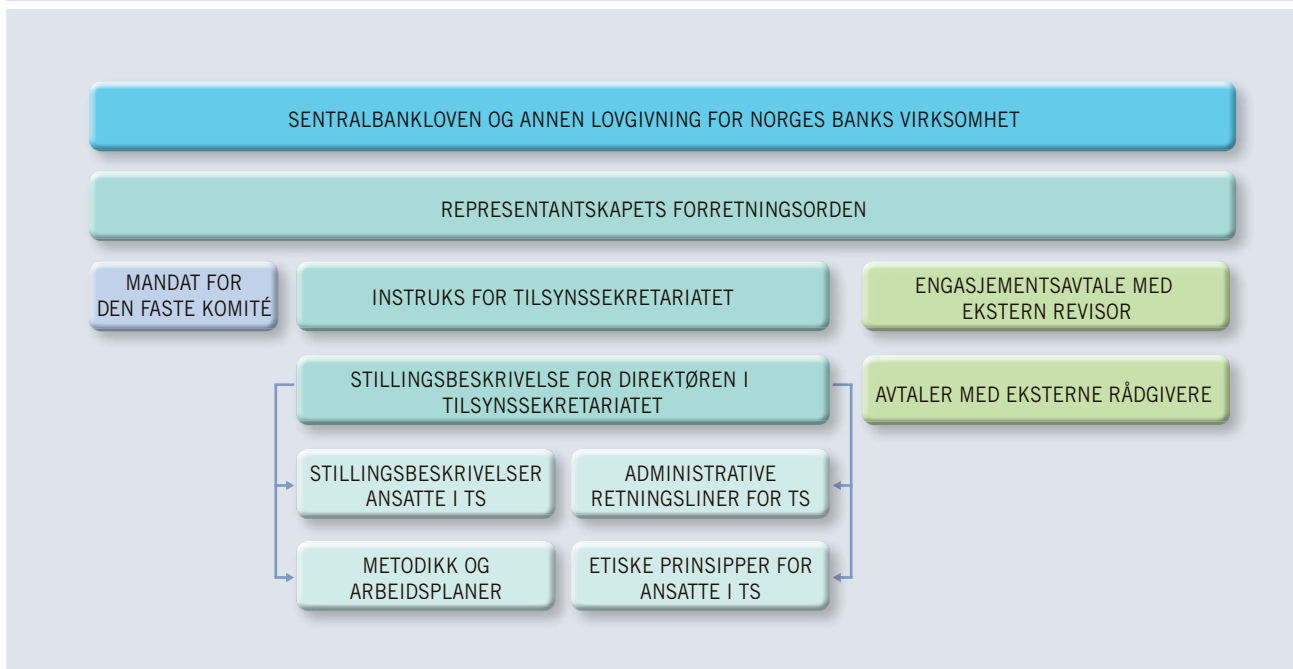 SENTRALBANKLOVEN OG ANNEN LOVGIVNING FOR NORGES BANKS VIRKSOMHET
REPRESENTANTSKAPETS FORRETNINGSORDEN
MANDAT FOR
DEN FASTE KOMITÉ
INSTRUKS FOR TILSYNSSEKRETARIATET
ENGASJEMENTSAVTALE MED
EKSTERN REVISOR
STILLINGSBESKRIVELSE FOR DIREKTØREN I
TILSYNSSEKRETARIATET
AVTALER MED EKSTERNE RÅDGIVERE
STILLINGSBESKRIVELSER
ANSATTE I TS
ADMINISTRATIVE
RETNINGSLINER FOR TS
METODIKK OG
ARBEIDSPLANER
ETISKE PRINSIPPER FOR
ANSATTE I TS